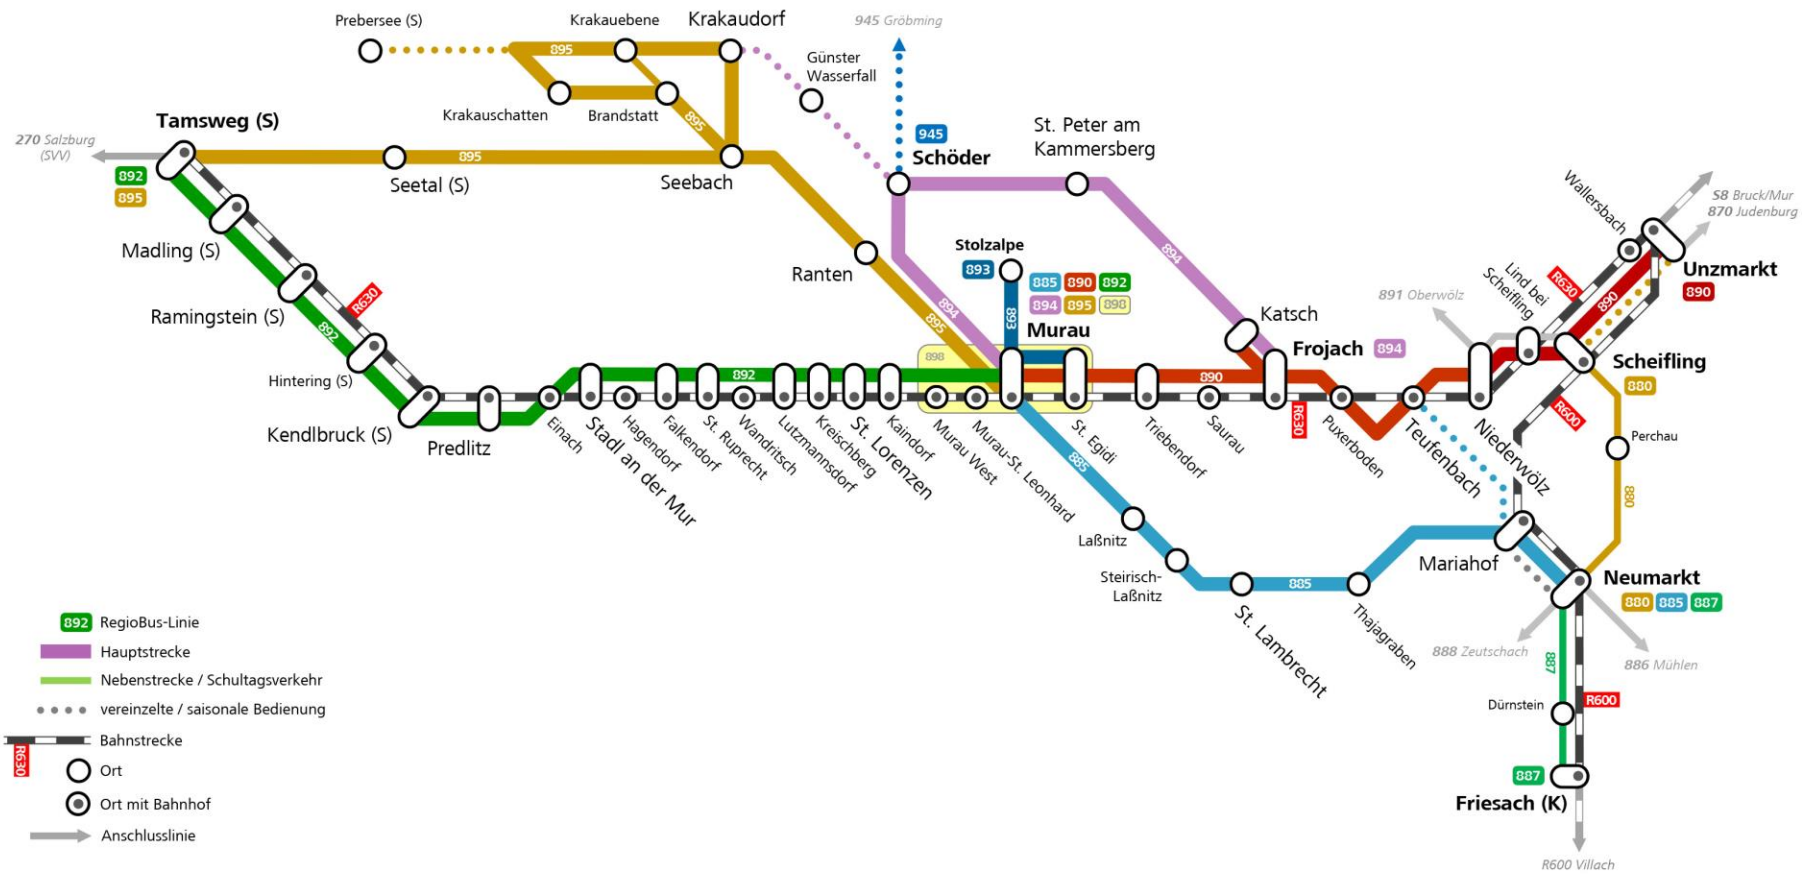 Prebersee (S)
Krakauebene
Krakaudorf
945 Gröbming
895
Günster
Wasserfall
Krakauschatten
Brandstatt
895
Tamsweg (S)
270 Salzburg
(SVV)
892
895
895
Seetal (S)
Seebach
945
Schöder
St. Peter am
Kammersberg
Wallersbach
S8 Bruck/Mur
870 Judenburg
Madling (S)
Ranten
Stolzalpe
893
885 890 892
894 895 898
Murau
894
894
895
893
898
Ramingstein (S)
R630
892
Hintering (S)
Kendlbruck (S)
Predlitz
Katsch
Frojach 894
891 Oberwölz
Lind bei
Scheifling
R630
890
Unzmarkt
890
Scheifling
880
R600
Perchau
880
892
890
R630
Einach
Stadl an der Mur
Hagendorf
Falkendorf
St. Ruprecht
Wandritsch
Lutzmannsdorf
Kreischberg
St. Lorenzen
Kaindorf
Murau West
Murau-St. Leonhard
St. Egidi
Triebendorf
Saurau
Puxerboden
Teufenbach
Niederwölz
885
Laßnitz
Steirisch-
Laßnitz
885
St. Lambrecht
Thajagraben
Mariahof
Neumarkt
880 885 887
888 Zeutschach
886 Mühlen
887
R600
Dürnstein
887
Friesach (K)
R600 Villach
892 RegioBus-Linie
Hauptstrecke
Nebenstrecke / Schultagsverkehr
vereinzelte / saisonale Bedienung
Bahnstrecke
R630
Ort
Ort mit Bahnhof
Anschlusslinie